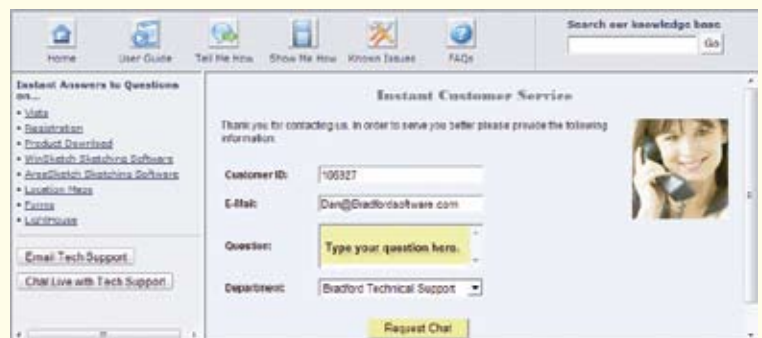 Home
User Guide
Tell Me How
Show Me How
Known Issues
FAQs
Search our knowledge base
Go
Instant Answers to Questions
on...
• Vista
• Registration
• Product Download
• WinSketch Sketching Software
• AreaSketch Sketching Software
• Location Maps
• Forms
• LightHouse
Email Tech Support
Chat Live with Tech Support
Instant Customer Service
Thank you for contacting us. In order to serve you better please provide the following
information.
Customer ID:
106927
E-Mail:
Dan@Bradfordsoftware.com
Question:
Type your question here.
Department:
Bradford Technical Support
Request Chat